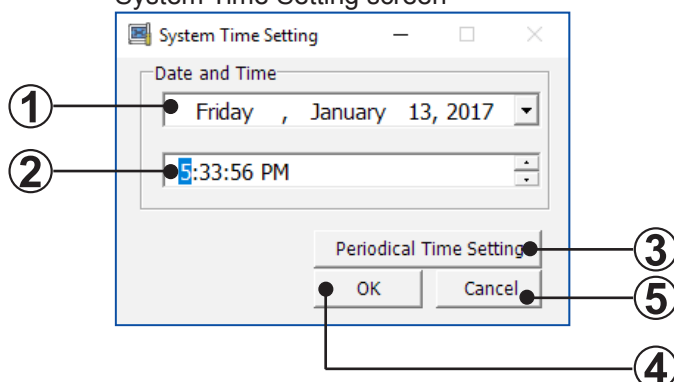 System Time Setting screen
System Time Setting
Date and Time
① Friday , January 13, 2017
② 5:33:56 PM
Periodical Time Setting ③
OK Cancel ⑤
④